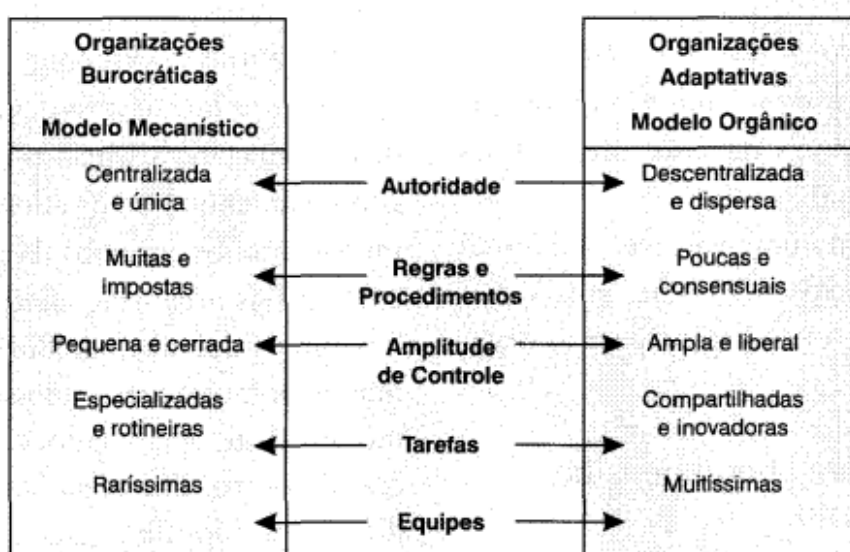 Organizações
Burocráticas
Modelo Mecanístico
Organizações
Adaptativas
Modelo Orgânico
Centralizada
e única
Autoridade
Descentralizada
e dispersa
Muitas e
impostas
Regras e
Procedimentos
Poucas e
consensuais
Pequena e cerrada
Amplitude
de Controle
Ampla e liberal
Especializadas
e rotineiras
Tarefas
Compartilhadas
e inovadoras
Raríssimas
Equipes
Muitíssimas